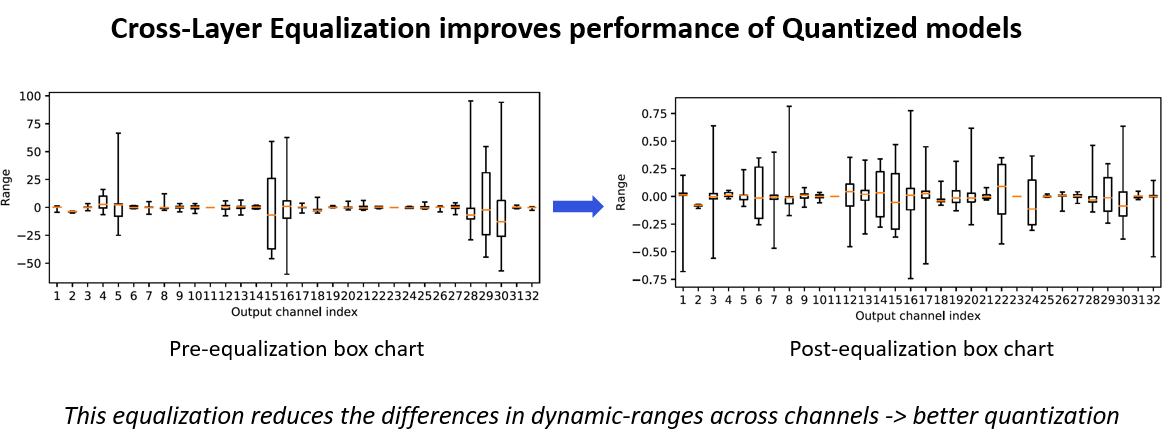 Cross-Layer Equalization improves performance of Quantized models
100
75
50
25
0
−25
−50
Range
1 2 3 4 5 6 7 8 9 10 11 12 13 14 15 16 17 18 19 20 21 22 23 24 25 26 27 28 29 30 31 32
Output channel index
Pre-equalization box chart
0.75
0.50
0.25
0.00
−0.25
−0.50
−0.75
Range
1 2 3 4 5 6 7 8 9 10 11 12 13 14 15 16 17 18 19 20 21 22 23 24 25 26 27 28 29 30 31 32
Output channel index
Post-equalization box chart
This equalization reduces the differences in dynamic-ranges across channels -> better quantization